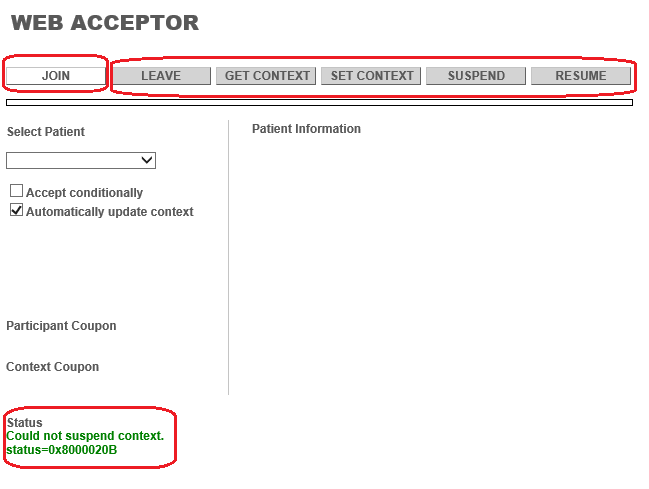 WEB ACCEPTOR
JOIN LEAVE GET CONTEXT SET CONTEXT SUSPEND RESUME
Select Patient
Patient Information
Accept conditionally
Automatically update context
Participant Coupon
Context Coupon
Status
Could not suspend context.
status=0x8000020B